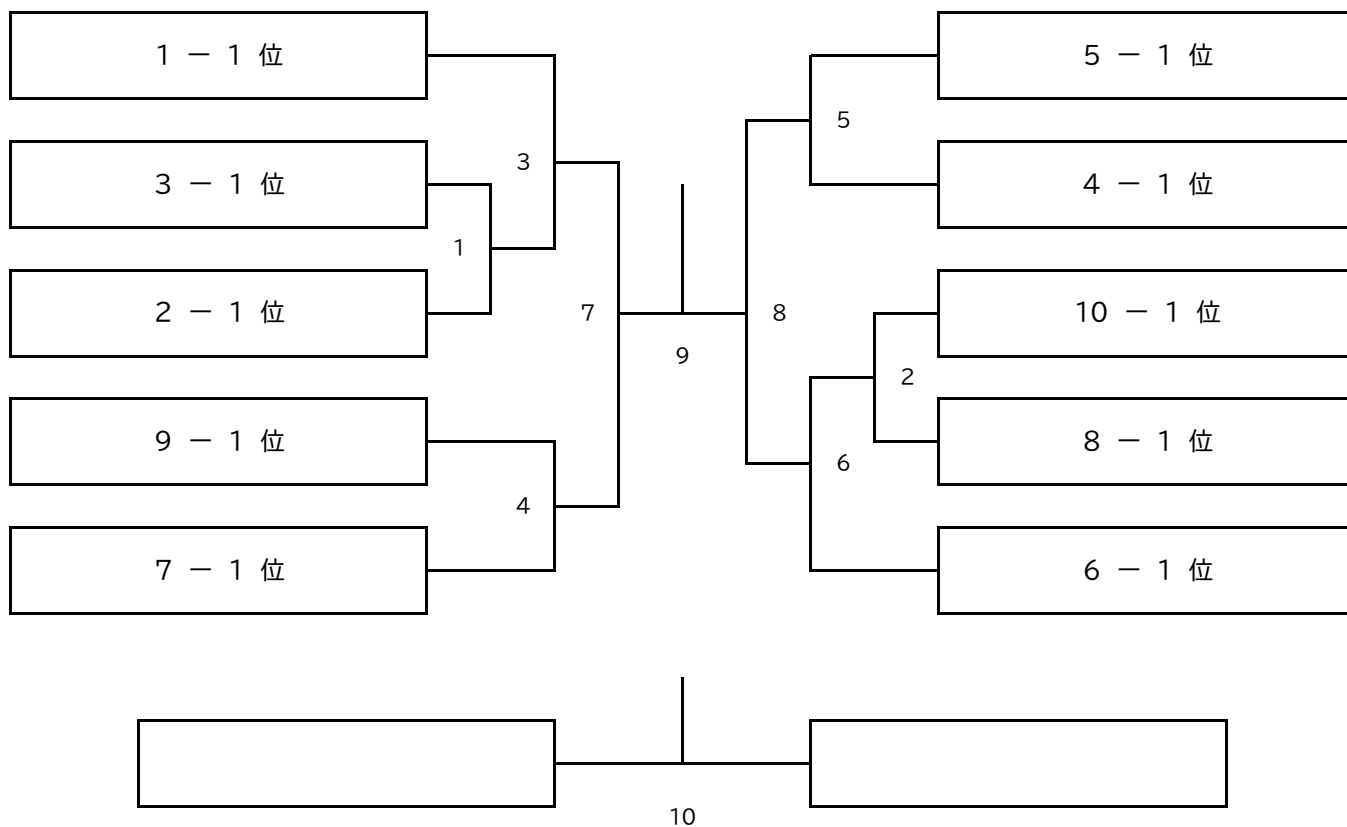 1 － 1 位
3 － 1 位
2 － 1 位
9 － 1 位
7 － 1 位
3
1
7
4
9
8
5
2
6
5 － 1 位
4 － 1 位
10 － 1 位
8 － 1 位
6 － 1 位
10